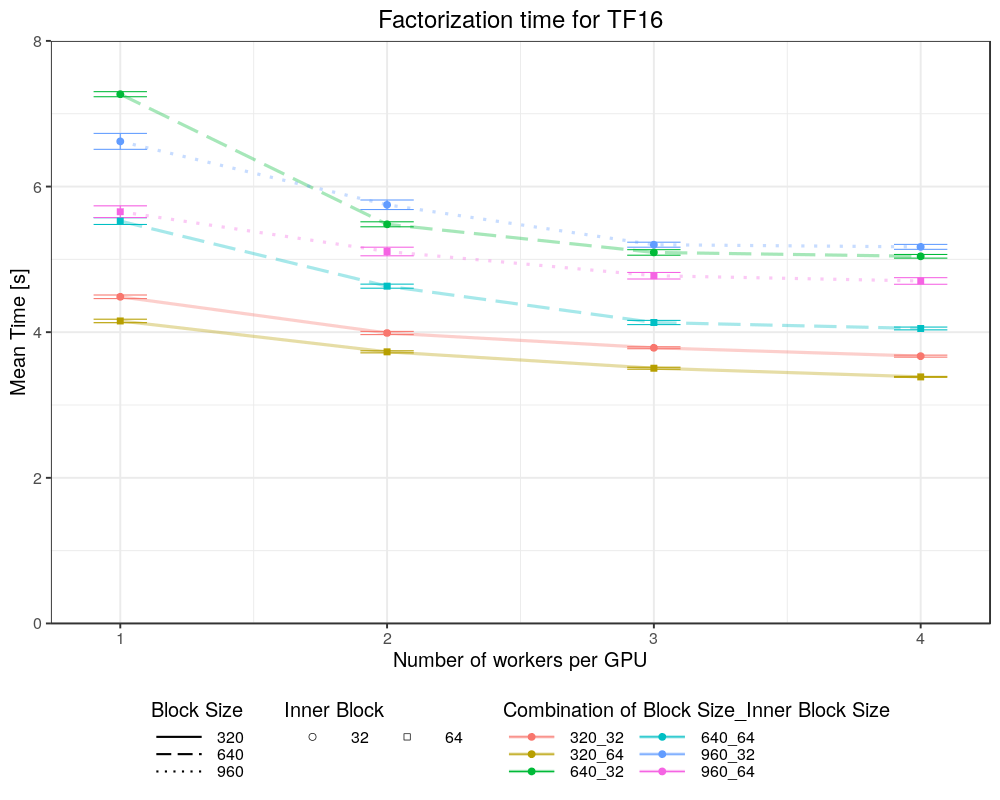 Factorization time for TF16
Mean Time [s]
8
6
4
2
0
1 2 3 4
Number of workers per GPU
Block Size
320
640
960
Inner Block
32 64
Combination of Block Size_Inner Block Size
320_32 640_64
320_64 960_32
640_32 960_64